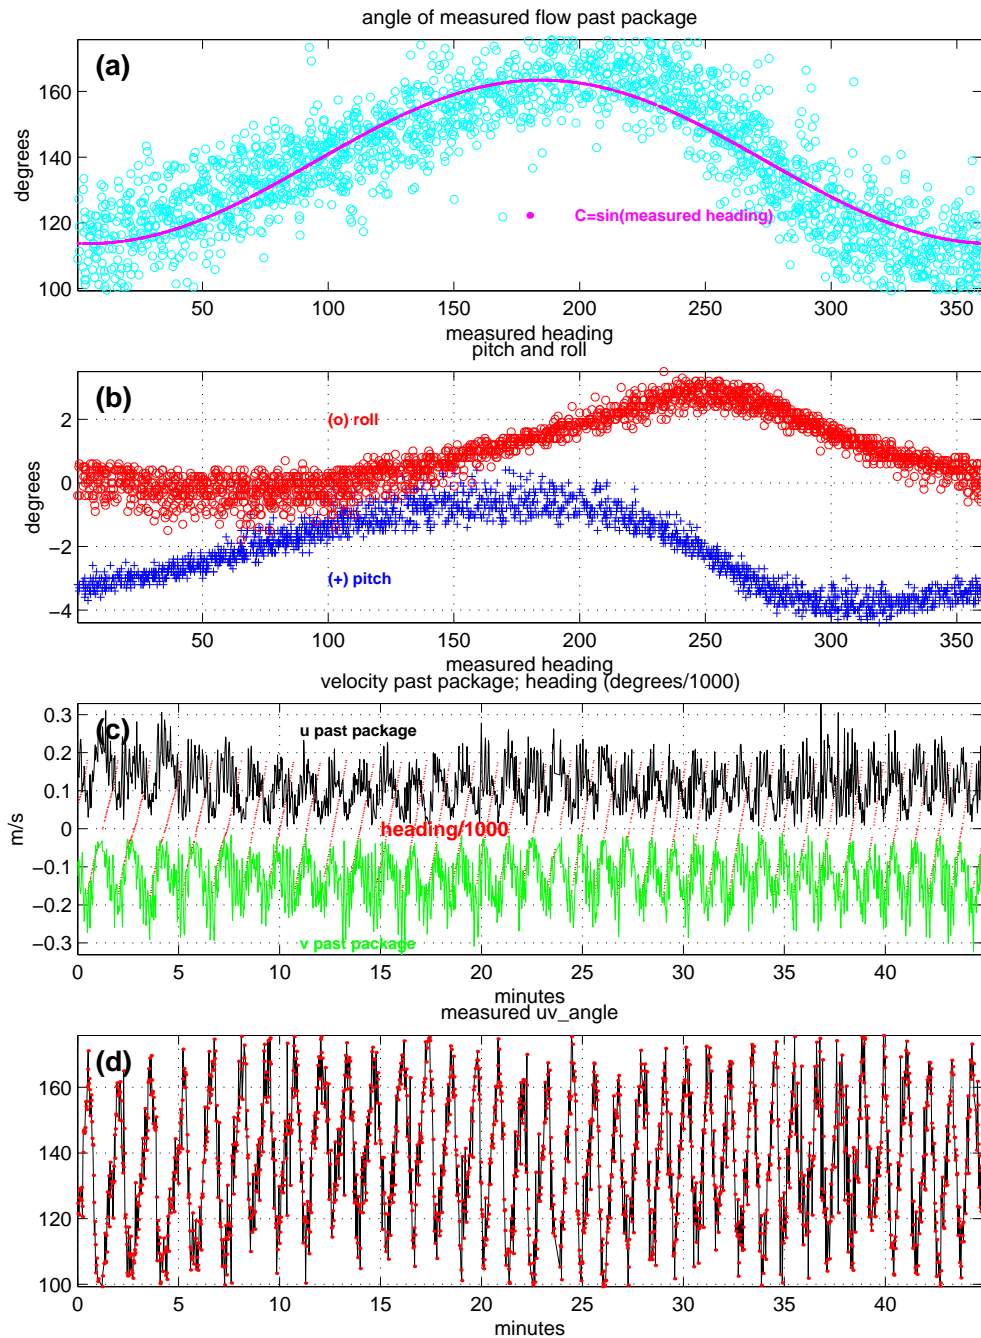 angle of measured flow past package
(a)
160
140
120
100
degrees
C=sin(measured heading)
50 100 150 200 250 300 350
measured heading
pitch and roll
(b)
2
0
−2
−4
degrees
(o) roll
(+) pitch
50 100 150 200 250 300 350
measured heading
velocity past package; heading (degrees/1000)
(c)
0.3
0.2
0.1
0
−0.1
−0.2
−0.3
m/s
u past package
heading/1000
v past package
0 5 10 15 20 25 30 35 40
minutes
measured uv_angle
(d)
160
140
120
100
0 5 10 15 20 25 30 35 40
minutes